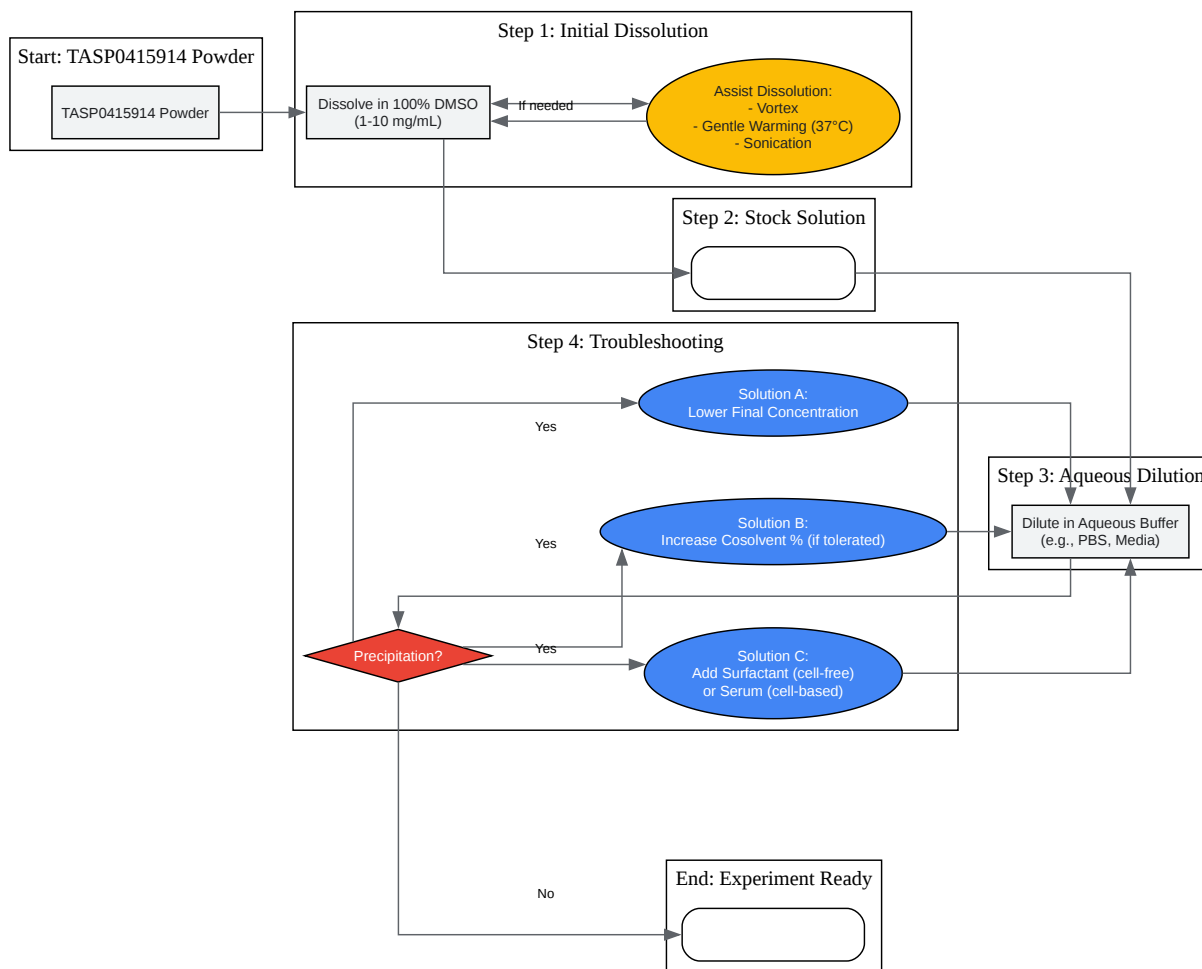 Start: TASP0415914 Powder
TASP0415914 Powder
Step 1: Initial Dissolution
Dissolve in 100% DMSO
(1-10 mg/mL)
If needed
Assist Dissolution:
- Vortex
- Gentle Warming (37°C)
- Sonication
Step 2: Stock Solution
Step 4: Troubleshooting
Solution A:
Lower Final Concentration
Yes
Step 3: Aqueous Dilution
Dilute in Aqueous Buffer
(e.g., PBS, Media)
Solution B:
Increase Cosolvent % (if tolerated)
Yes
Precipitation?
Yes
Solution C:
Add Surfactant (cell-free)
or Serum (cell-based)
No
End: Experiment Ready